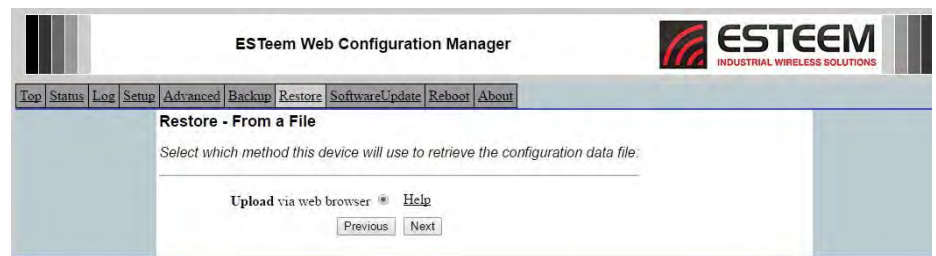 ESTeem Web Configuration Manager
ESTEEM
INDUSTRIAL WIRELESS SOLUTIONS
Top Status Log Setup Advanced Backup Restore SoftwareUpdate Reboot About
Restore - From a File
Select which method this device will use to retrieve the configuration data file:
Upload via web browser Help
Previous Next